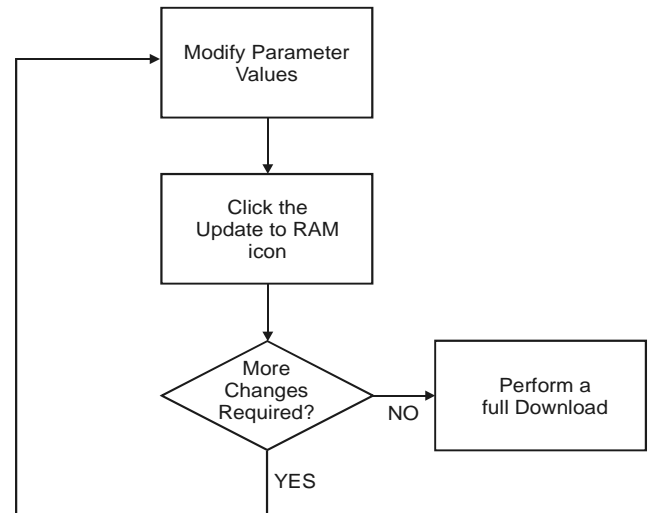 Modify Parameter
Values
Click the
Update to RAM
icon
More
Changes
Required?
NO
Perform a
full Download
YES